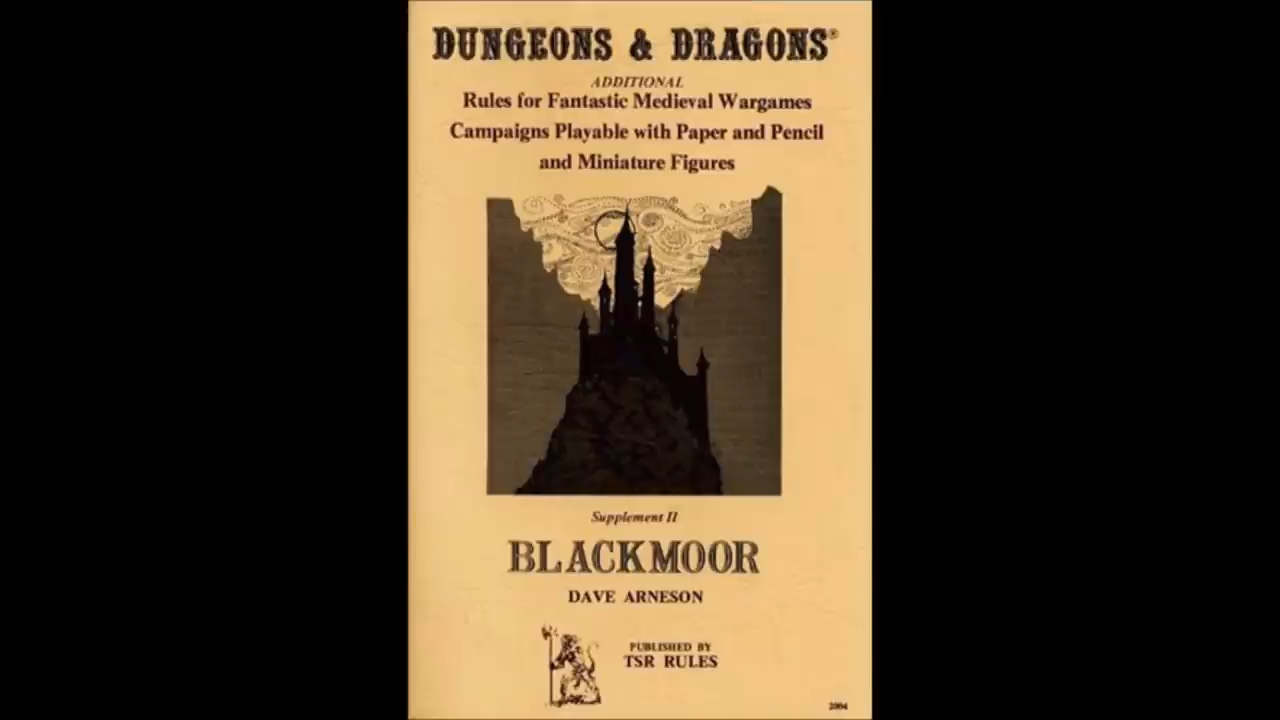 DUNGEONS & DRAGONS®
ADDITIONAL
Rules for Fantastic Medieval Wargames
Campaigns Playable with Paper and Pencil
and Miniature Figures
Supplement II
BLACKMOOR
DAVE ARNESON
PUBLISHED BY
TSR RULES
2004